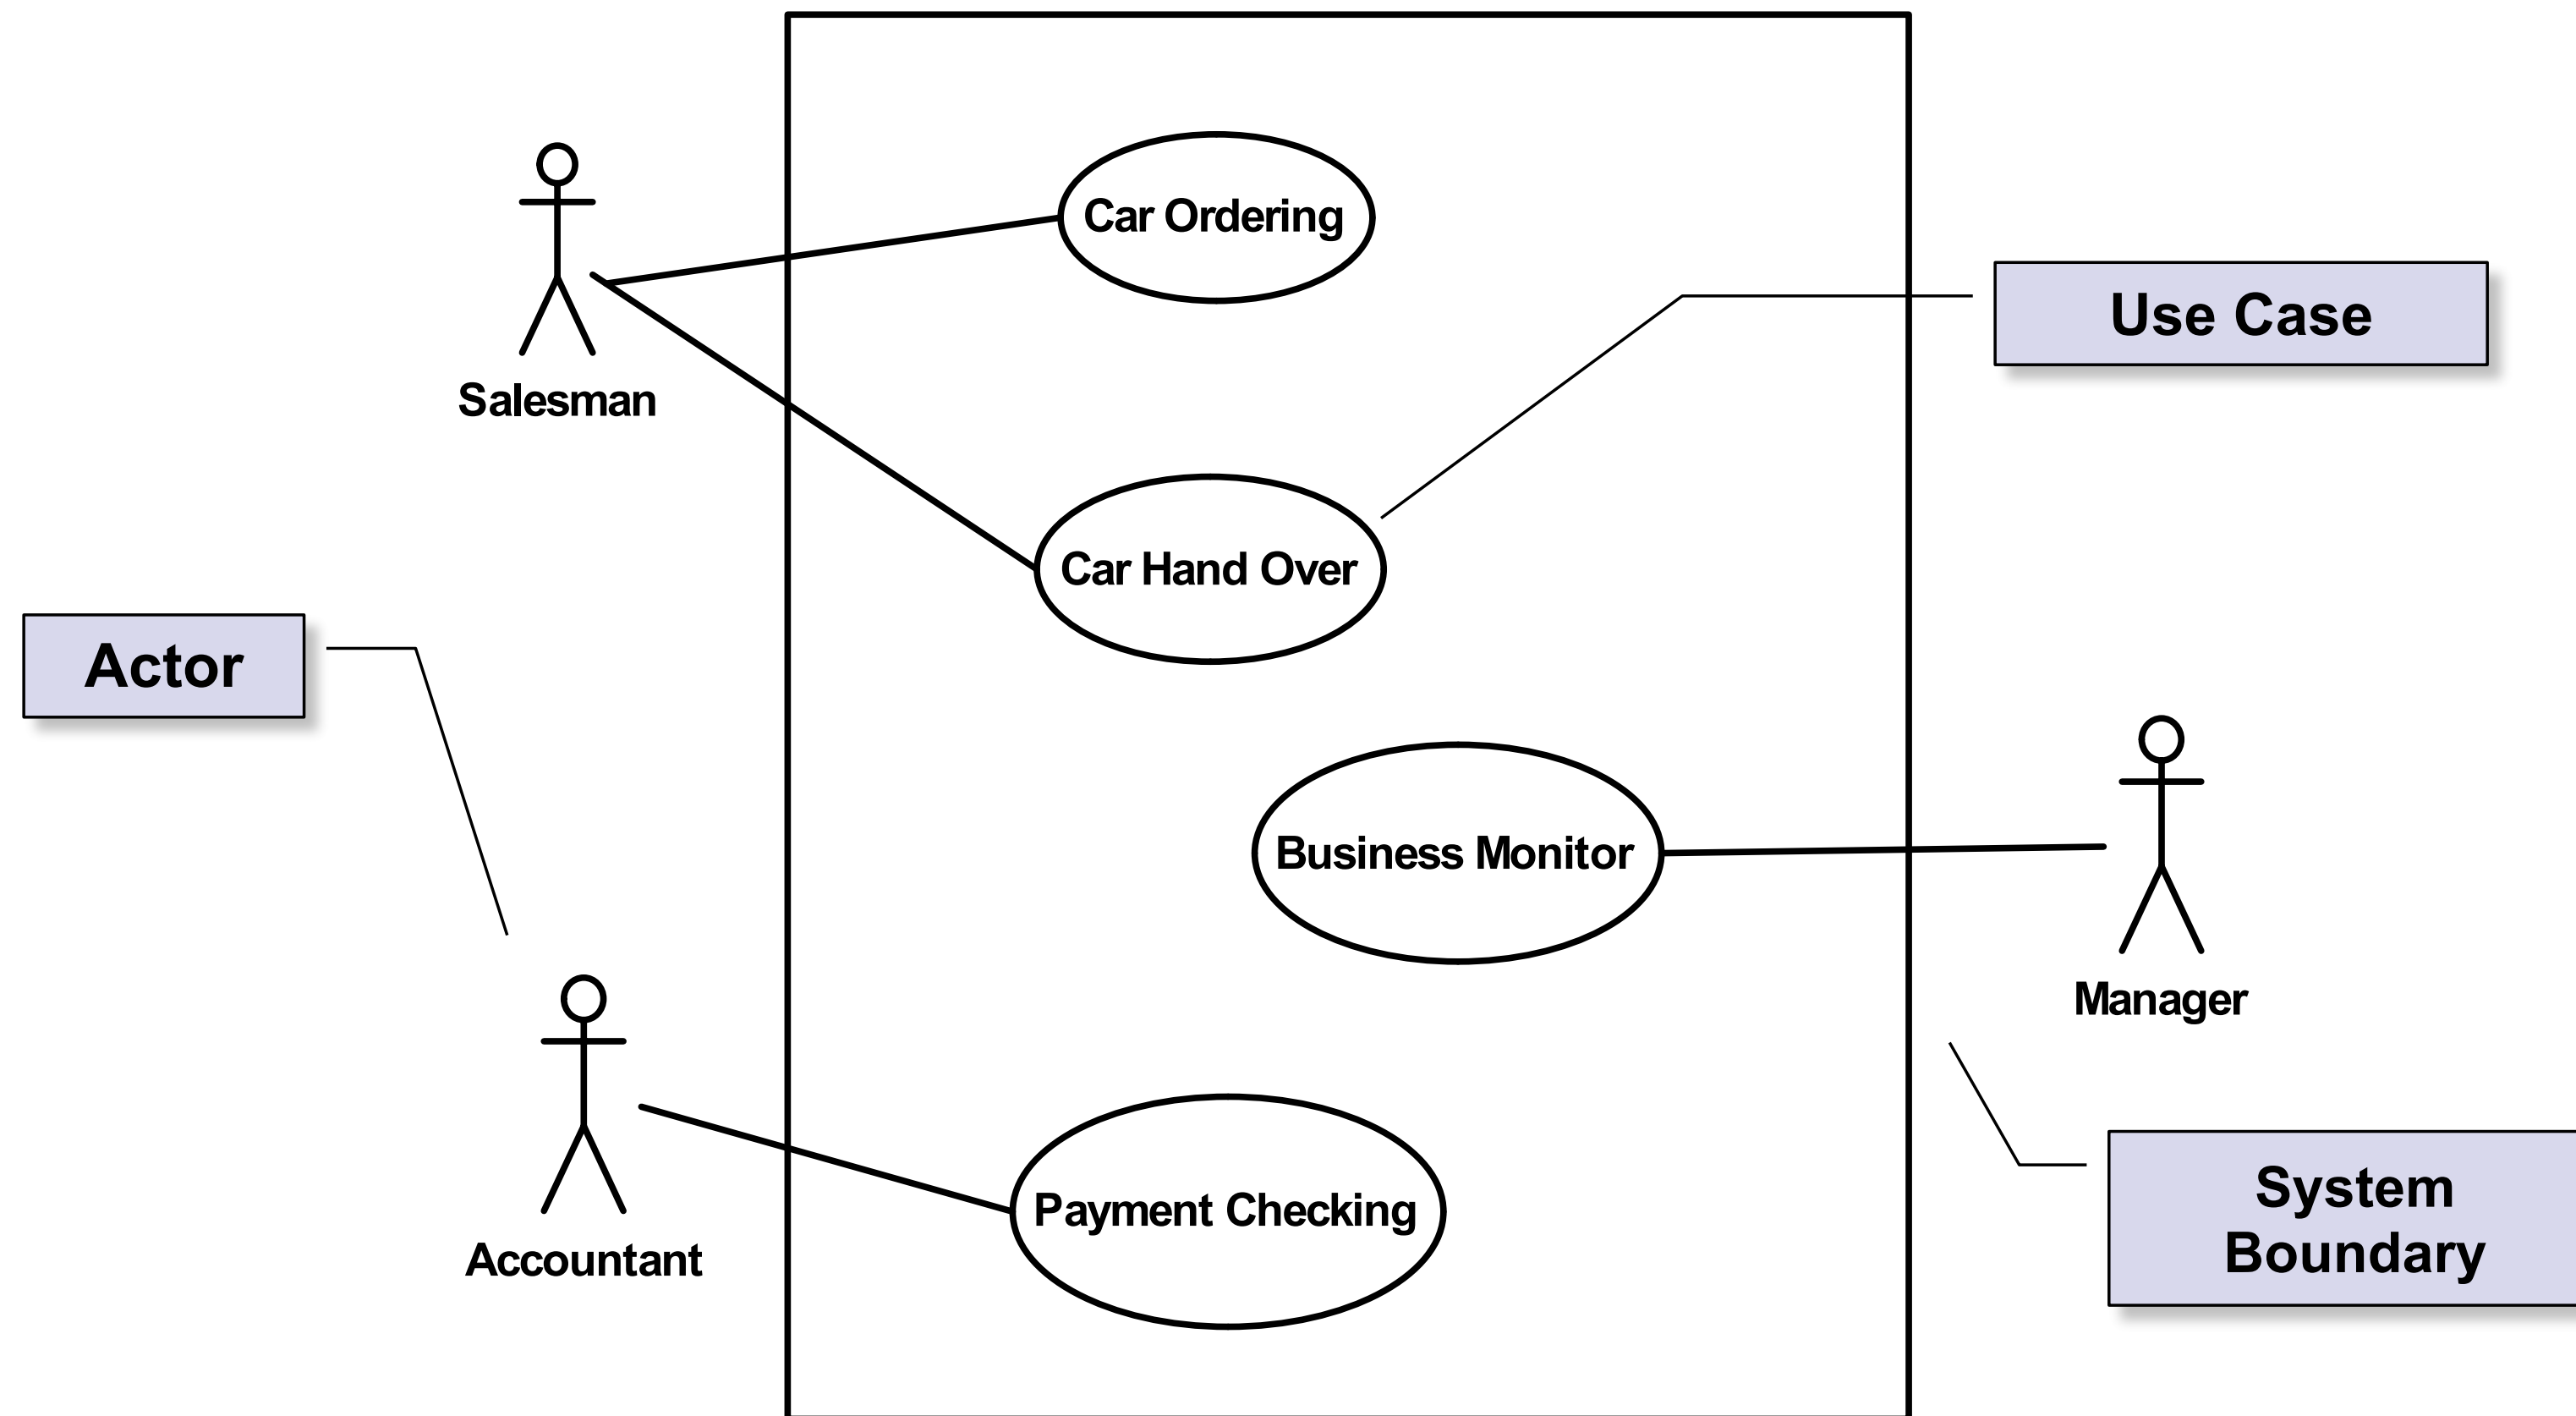 Car Ordering
Use Case
Salesman
Car Hand Over
Actor
Business Monitor
Manager
System
Boundary
Payment Checking
Accountant